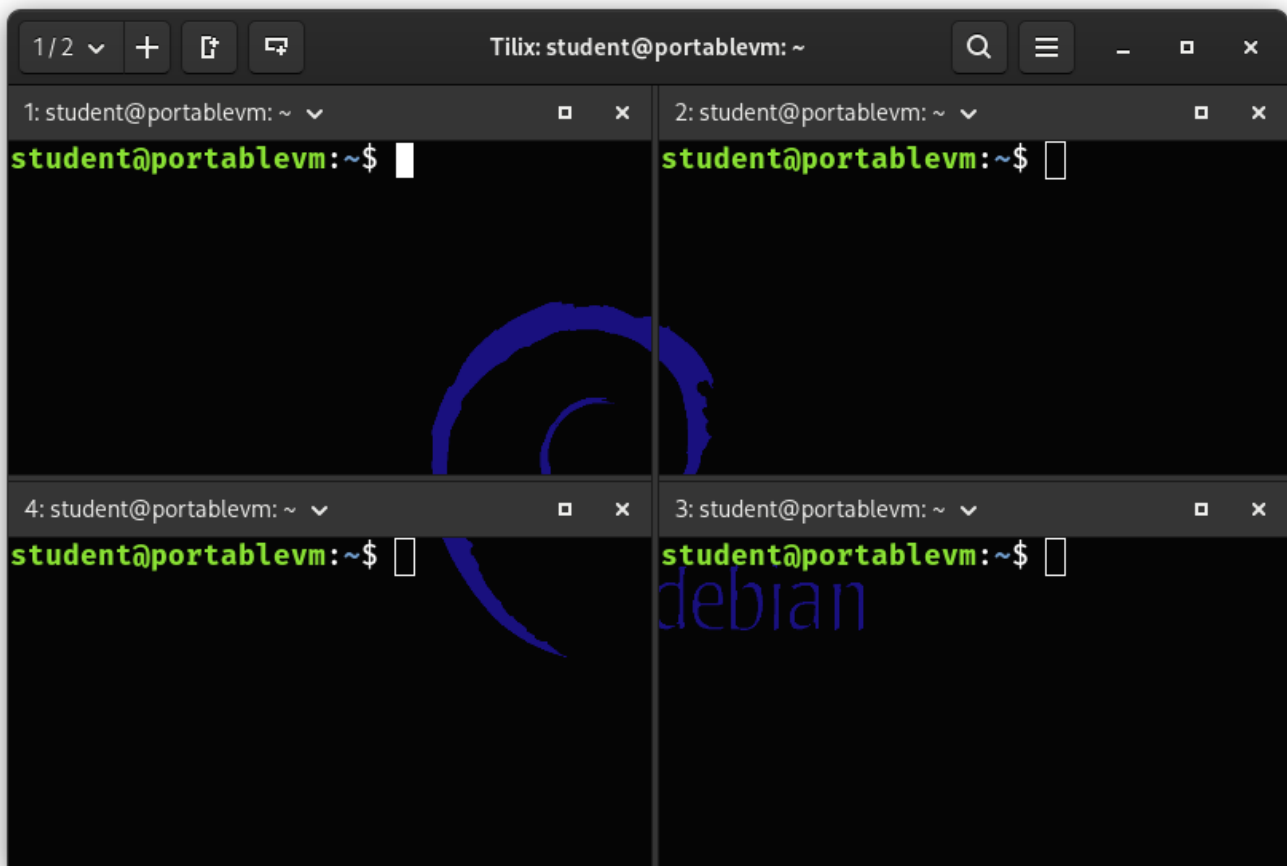 1 / 2
Tilix: student@portablevm: ~
1: student@portablevm: ~
2: student@portablevm: ~
student@portablevm:~$
student@portablevm:~$
4: student@portablevm: ~
3: student@portablevm: ~
student@portablevm:~$
student@portablevm:~$
debian